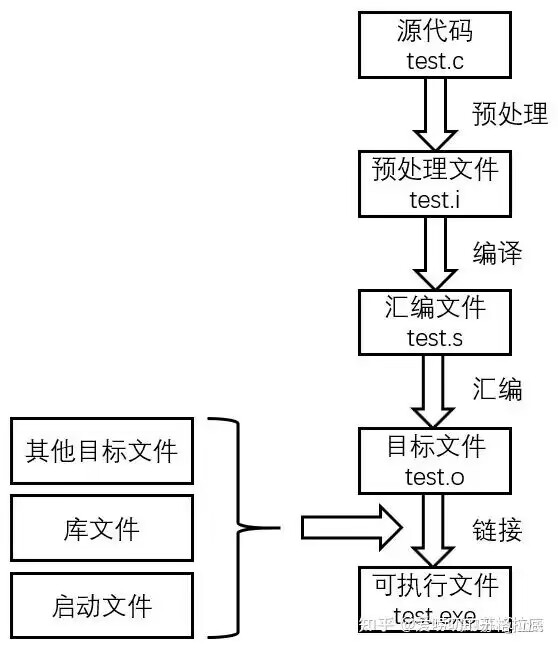 源代码
test.c
预处理
预处理文件
test.i
编译
汇编文件
test.s
汇编
目标文件
test.o
其他目标文件
库文件
启动文件
链接
可执行文件
test.exe
知乎